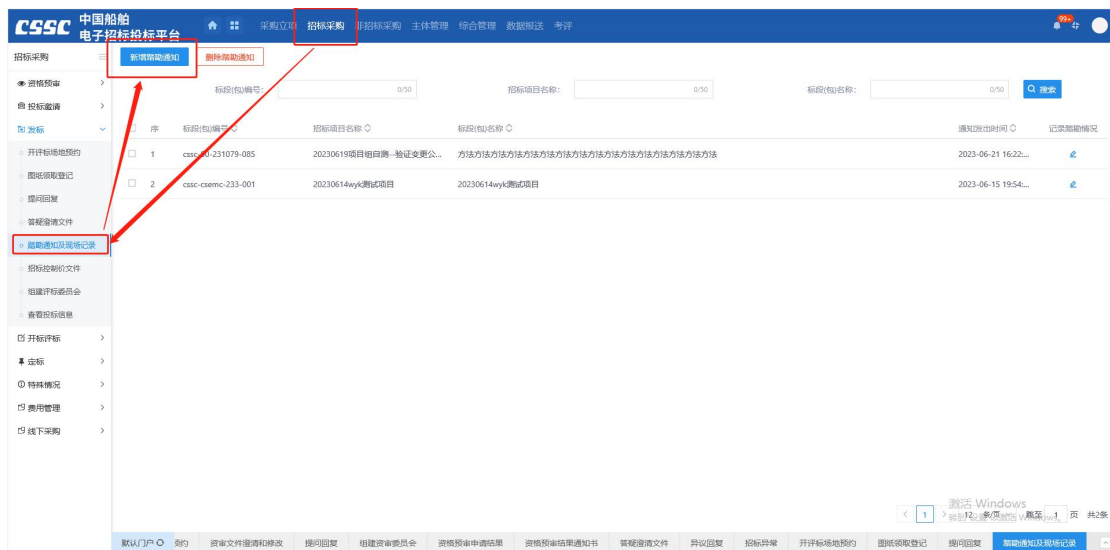 CSSC 中国船舶
电子招标投标平台
采购立项 招标采购 非招标采购 主体管理 综合管理 数据报送 考评
99+
招标采购
新增踏勘通知 删除踏勘通知
资格预审
投标邀请
发标
开评标场地预约
图纸领取登记
提问回复
答疑澄清文件
踏勘通知及现场记录
招标控制价文件
组建评标委员会
查看投标信息
开标评标
定标
特殊情况
费用管理
线下采购
标段(包)编号: 0/50 招标项目名称: 0/50 标段(包)名称: 0/50 搜索
序 标段(包)编号 招标项目名称 标段(包)名称 通知发出时间 记录踏勘情况
1 20230619项目组自测--验证变更公... 方法方法方法方法方法方法方法方法方法方法方法方法方法方法方法 2023-06-21 16:22:...
2 cssc-csemc-233-001 20230614wyk测试项目 20230614wyk测试项目 2023-06-15 19:54:...
激活 Windows
1 12 条/页 跳至 1 页 共2条
默认门户 预约 资审文件澄清和修改 提问回复 组建资审委员会 资格预审申请结果 资格预审结果通知书 答疑澄清文件 异议回复 招标异常 开评标场地预约 图纸领取登记 提问回复 踏勘通知及现场记录